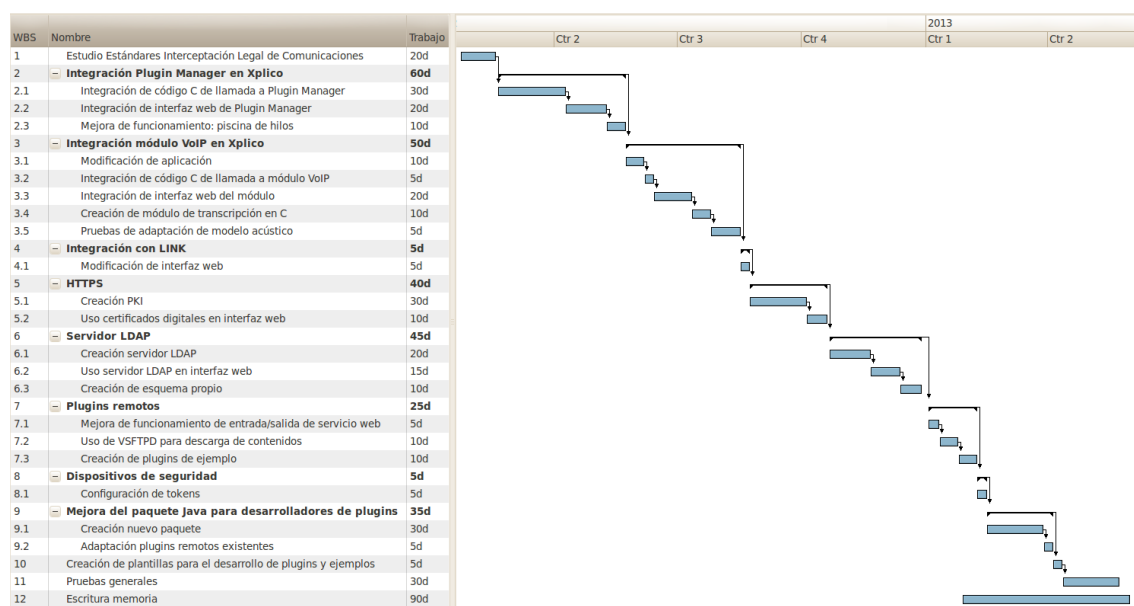 2013
WBS Nombre Trabajo Ctr 2 Ctr 3 Ctr 4 Ctr 1 Ctr 2
1 Estudio Estándares Interceptación Legal de Comunicaciones 20d
2 Integración Plugin Manager en Xplico 60d
2.1 Integración de código C de llamada a Plugin Manager 30d
2.2 Integración de interfaz web de Plugin Manager 20d
2.3 Mejora de funcionamiento: piscina de hilos 10d
3 Integración módulo VoIP en Xplico 50d
3.1 Modificación de aplicación 10d
3.2 Integración de código C de llamada a módulo VoIP 5d
3.3 Integración de interfaz web del módulo 20d
3.4 Creación de módulo de transcripción en C 10d
3.5 Pruebas de adaptación de modelo acústico 5d
4 Integración con LINK 5d
4.1 Modificación de interfaz web 5d
5 HTTPS 40d
5.1 Creación PKI 30d
5.2 Uso certificados digitales en interfaz web 10d
6 Servidor LDAP 45d
6.1 Creación servidor LDAP 20d
6.2 Uso servidor LDAP en interfaz web 15d
6.3 Creación de esquema propio 10d
7 Plugins remotos 25d
7.1 Mejora de funcionamiento de entrada/salida de servicio web 5d
7.2 Uso de VSFTPD para descarga de contenidos 10d
7.3 Creación de plugins de ejemplo 10d
8 Dispositivos de seguridad 5d
8.1 Configuración de tokens 5d
9 Mejora del paquete Java para desarrolladores de plugins 35d
9.1 Creación nuevo paquete 30d
9.2 Adaptación plugins remotos existentes 5d
10 Creación de plantillas para el desarrollo de plugins y ejemplos 5d
11 Pruebas generales 30d
12 Escritura memoria 90d